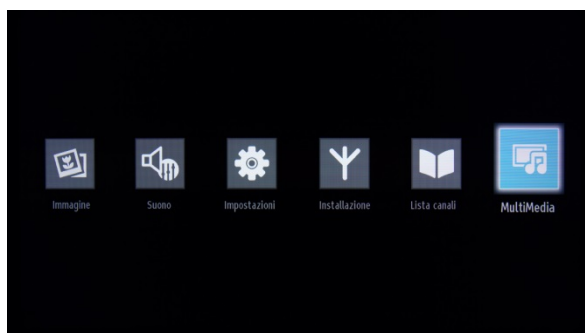 Immagine
Suono
Impostazioni
Installazione
Lista canali
MultiMedia